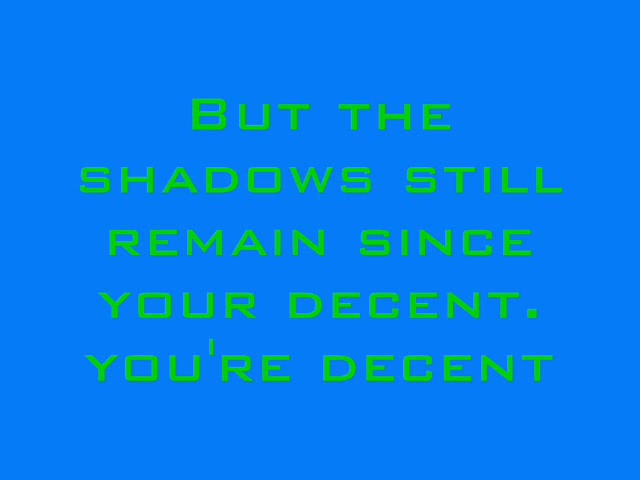 But the
shadows still
remain since
your decent.
you're decent